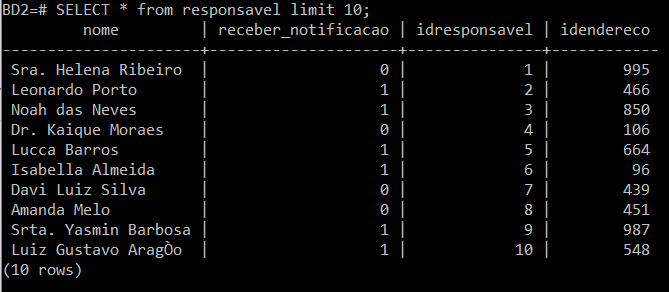 BD2=# SELECT * from responsavel limit 10;
         nome         | receber_notificacao | idresponsavel | idendereco
----------------------+---------------------+---------------+------------
 Sra. Helena Ribeiro  |                   0 |             1 |        995
 Leonardo Porto       |                   1 |             2 |        466
 Noah das Neves       |                   1 |             3 |        850
 Dr. Kaique Moraes    |                   0 |             4 |        106
 Lucca Barros         |                   1 |             5 |        664
 Isabella Almeida     |                   1 |             6 |         96
 Davi Luiz Silva      |                   0 |             7 |        439
 Amanda Melo          |                   0 |             8 |        451
 Srta. Yasmin Barbosa |                   1 |             9 |        987
 Luiz Gustavo AragÒo  |                   1 |            10 |        548
(10 rows)